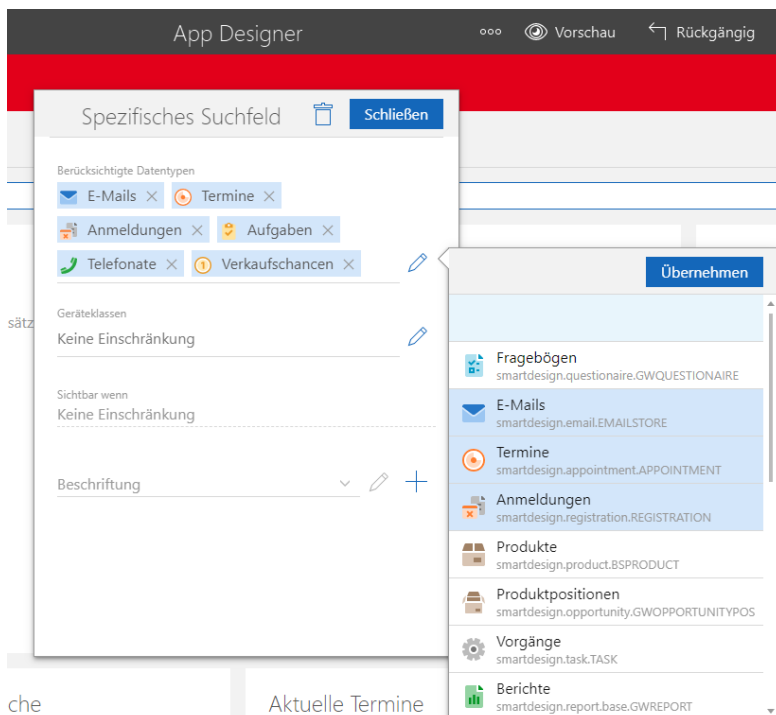 App Designer
ooo Vorschau Rückgängig
Spezifisches Suchfeld Schließen
Berücksichtigte Datentypen
E-Mails × Termine ×
Anmeldungen × Aufgaben ×
Telefonate × 1 Verkaufschancen ×
Geräteklassen
Keine Einschränkung
Sichtbar wenn
Keine Einschränkung
Beschriftung
sätz
Übernehmen
Fragebögen
smartdesign.questionaire.GWQUESTIONAIRE
E-Mails
smartdesign.email.EMAILSTORE
Termine
smartdesign.appointment.APPOINTMENT
Anmeldungen
smartdesign.registration.REGISTRATION
Produkte
smartdesign.product.BSPRODUCT
Produktpositionen
smartdesign.opportunity.GWOPPORTUNITYPOS
Vorgänge
smartdesign.task.TASK
Berichte
smartdesign.report.base.GWREPORT
che
Aktuelle Termine